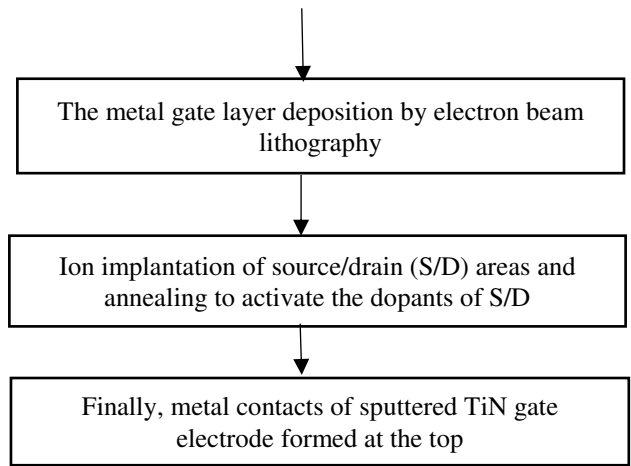 The metal gate layer deposition by electron beam
lithography
Ion implantation of source/drain (S/D) areas and
annealing to activate the dopants of S/D
Finally, metal contacts of sputtered TiN gate
electrode formed at the top